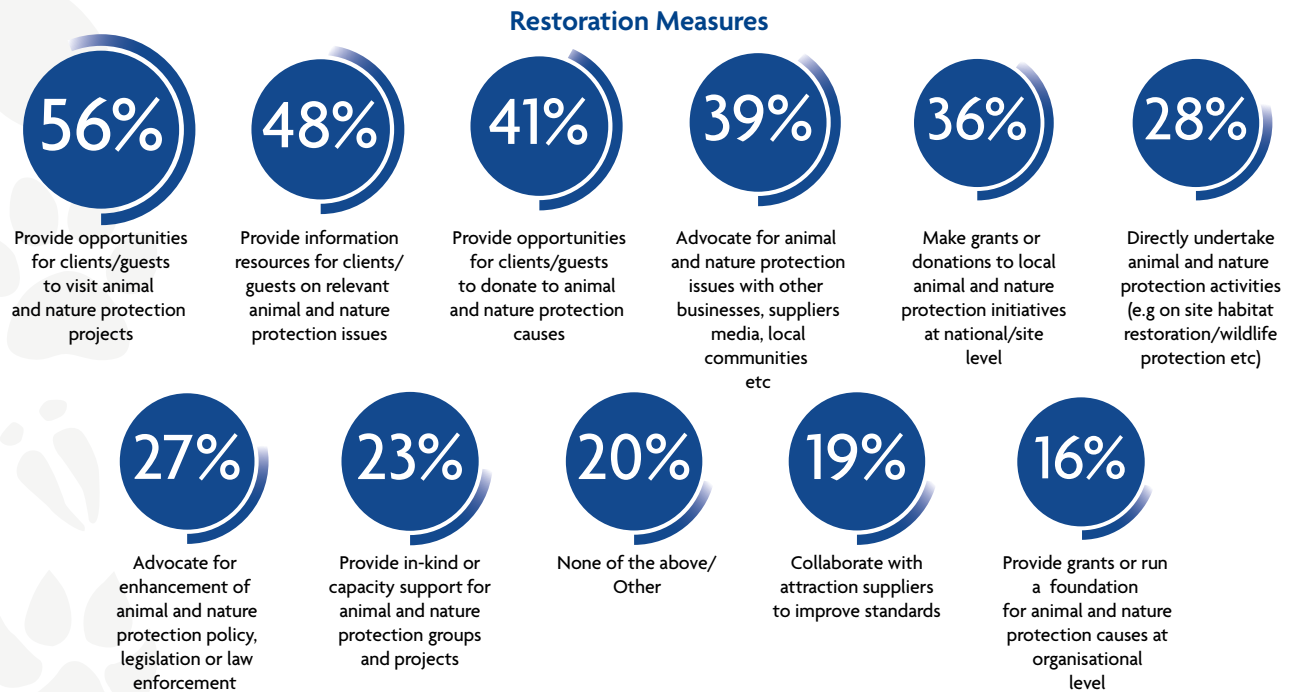 Restoration Measures
56%
Provide opportunities
for clients/guests
to visit animal
and nature protection
projects
48%
Provide information
resources for clients/
guests on relevant
animal and nature
protection issues
41%
Provide opportunities
for clients/guests
to donate to animal
and nature protection
causes
39%
Advocate for animal
and nature protection
issues with other
businesses, suppliers
media, local
communities
etc
36%
Make grants or
donations to local
animal and nature
protection initiatives
at national/site
level
28%
Directly undertake
animal and nature
protection activities
(e.g on site habitat
restoration/wildlife
protection etc)
27%
Advocate for
enhancement of
animal and nature
protection policy,
legislation or law
enforcement
23%
Provide in-kind or
capacity support for
animal and nature
protection groups
and projects
20%
None of the above/
Other
19%
Collaborate with
attraction suppliers
to improve standards
16%
Provide grants or run
a foundation
for animal and nature
protection causes at
organisational
level